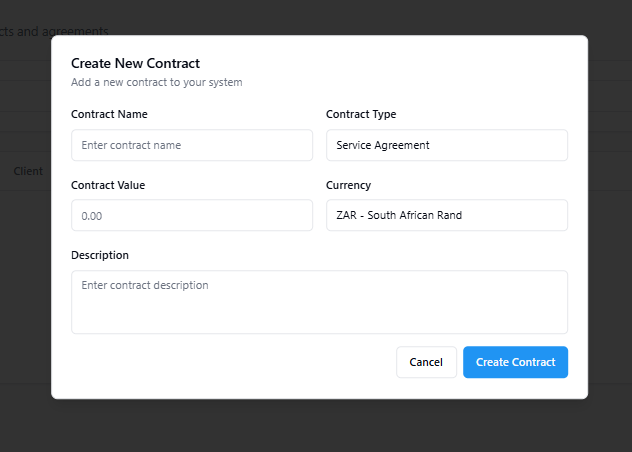 cts and agreements
Create New Contract
Add a new contract to your system
Contract Name
Contract Type
Enter contract name
Service Agreement
Client
Contract Value
Currency
0.00
ZAR - South African Rand
Description
Enter contract description
Cancel
Create Contract